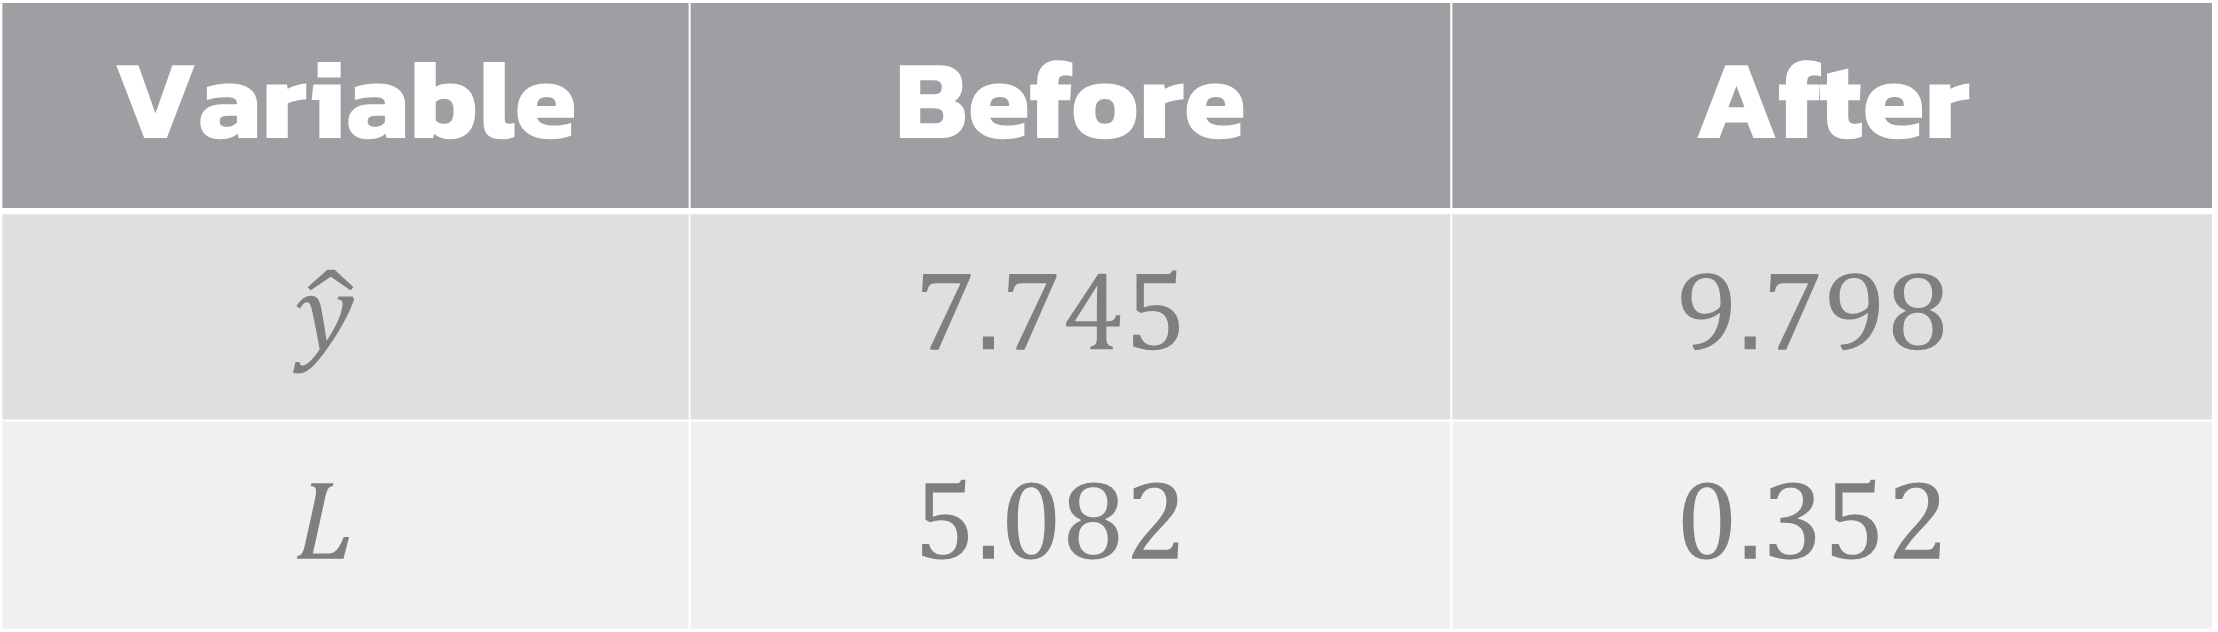 Variable Before After
ŷ 7.745 9.798
L 5.082 0.352